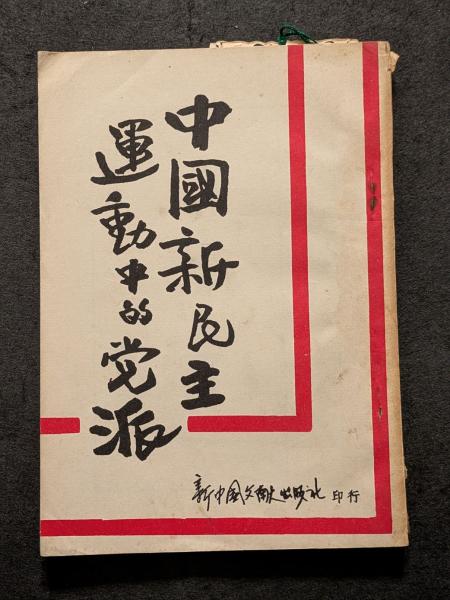 中國新民主
運動中的党派
新中國文献出版社 印行